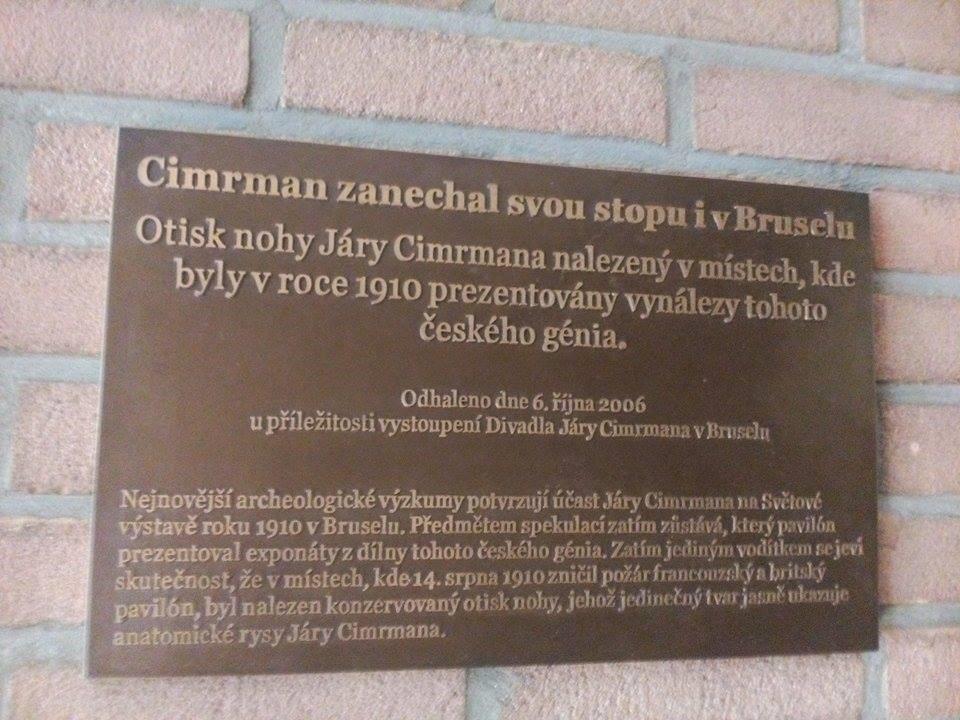 Cimrman zanechal svou stopu i v Bruselu
Otisk nohy Járy Cimrmana nalezený v místech, kde
byly v roce 1910 prezentovány vynálezy tohoto
českého génia.
Odhaleno dne 6. října 2006
u příležitosti vystoupení Divadla Járy Cimrmana v Bruselu
Nejnovější archeologické výzkumy potvrzují účast Járy Cimrmana na Světové
výstavě roku 1910 v Bruselu. Předmětem spekulací zatím zůstává, který pavilón
prezentoval exponáty z dílny tohoto českého génia. Zatím jediným vodítkem se jeví
skutečnost, že v místech, kde 14. srpna 1910 zničil požár francouzský a britský
pavilón, byl nalezen konzervovaný otisk nohy, jehož jedinečný tvar jasně ukazuje
anatomické rysy Járy Cimrmana.